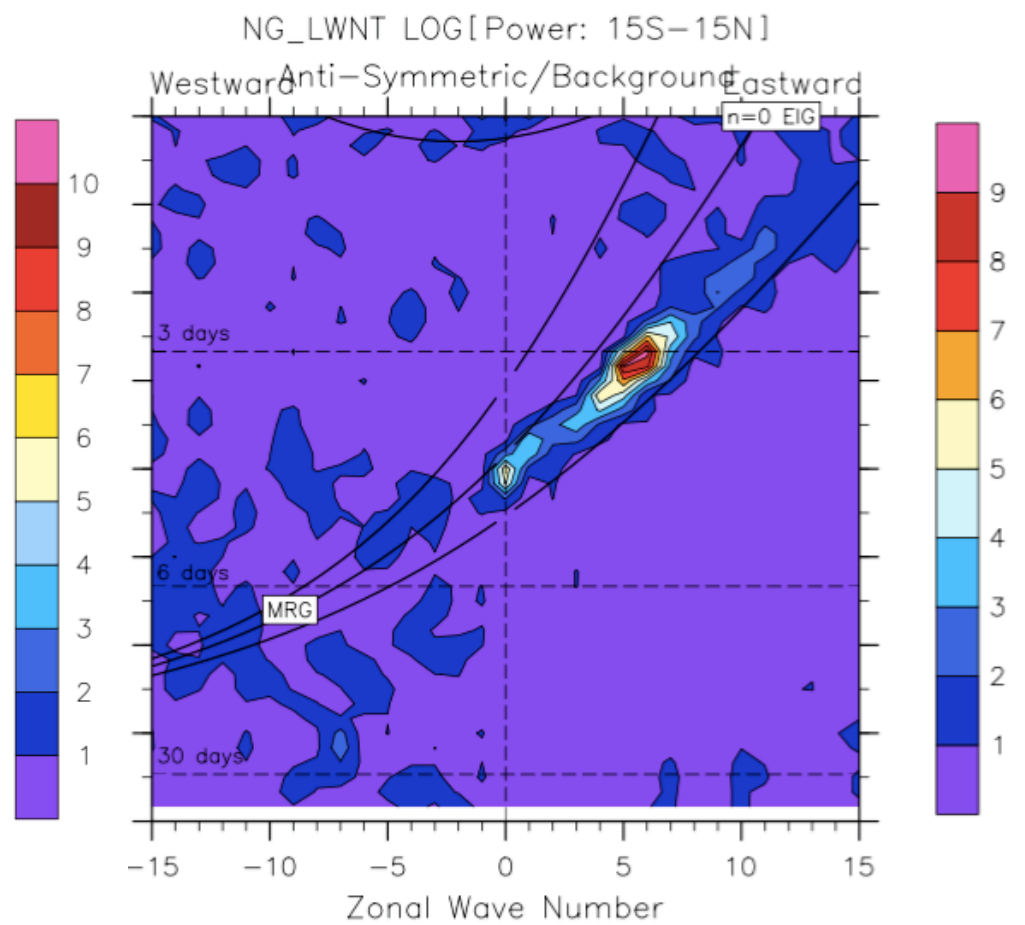 NG_LWNT LOG[Power: 15S-15N]
Anti-Symmetric/Background
Westward
Eastward
n=0 EIG
10
9
8
7
6
5
4
3
2
1
3 days
6 days
MRG
30 days
9
8
7
6
5
4
3
2
1
-15 -10 -5 0 5 10 15
Zonal Wave Number